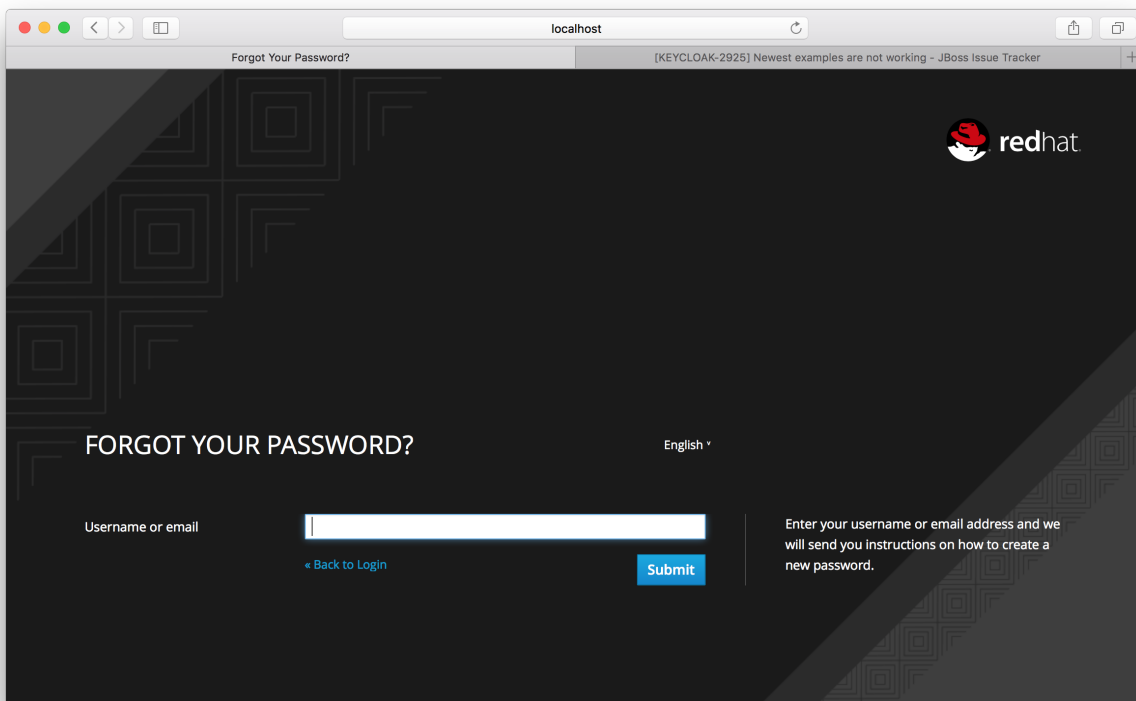 localhost
Forgot Your Password?
[KEYCLOAK-2925] Newest examples are not working - JBoss Issue Tracker
redhat.
FORGOT YOUR PASSWORD?
English ˅
Username or email
« Back to Login
Submit
Enter your username or email address and we
will send you instructions on how to create a
new password.